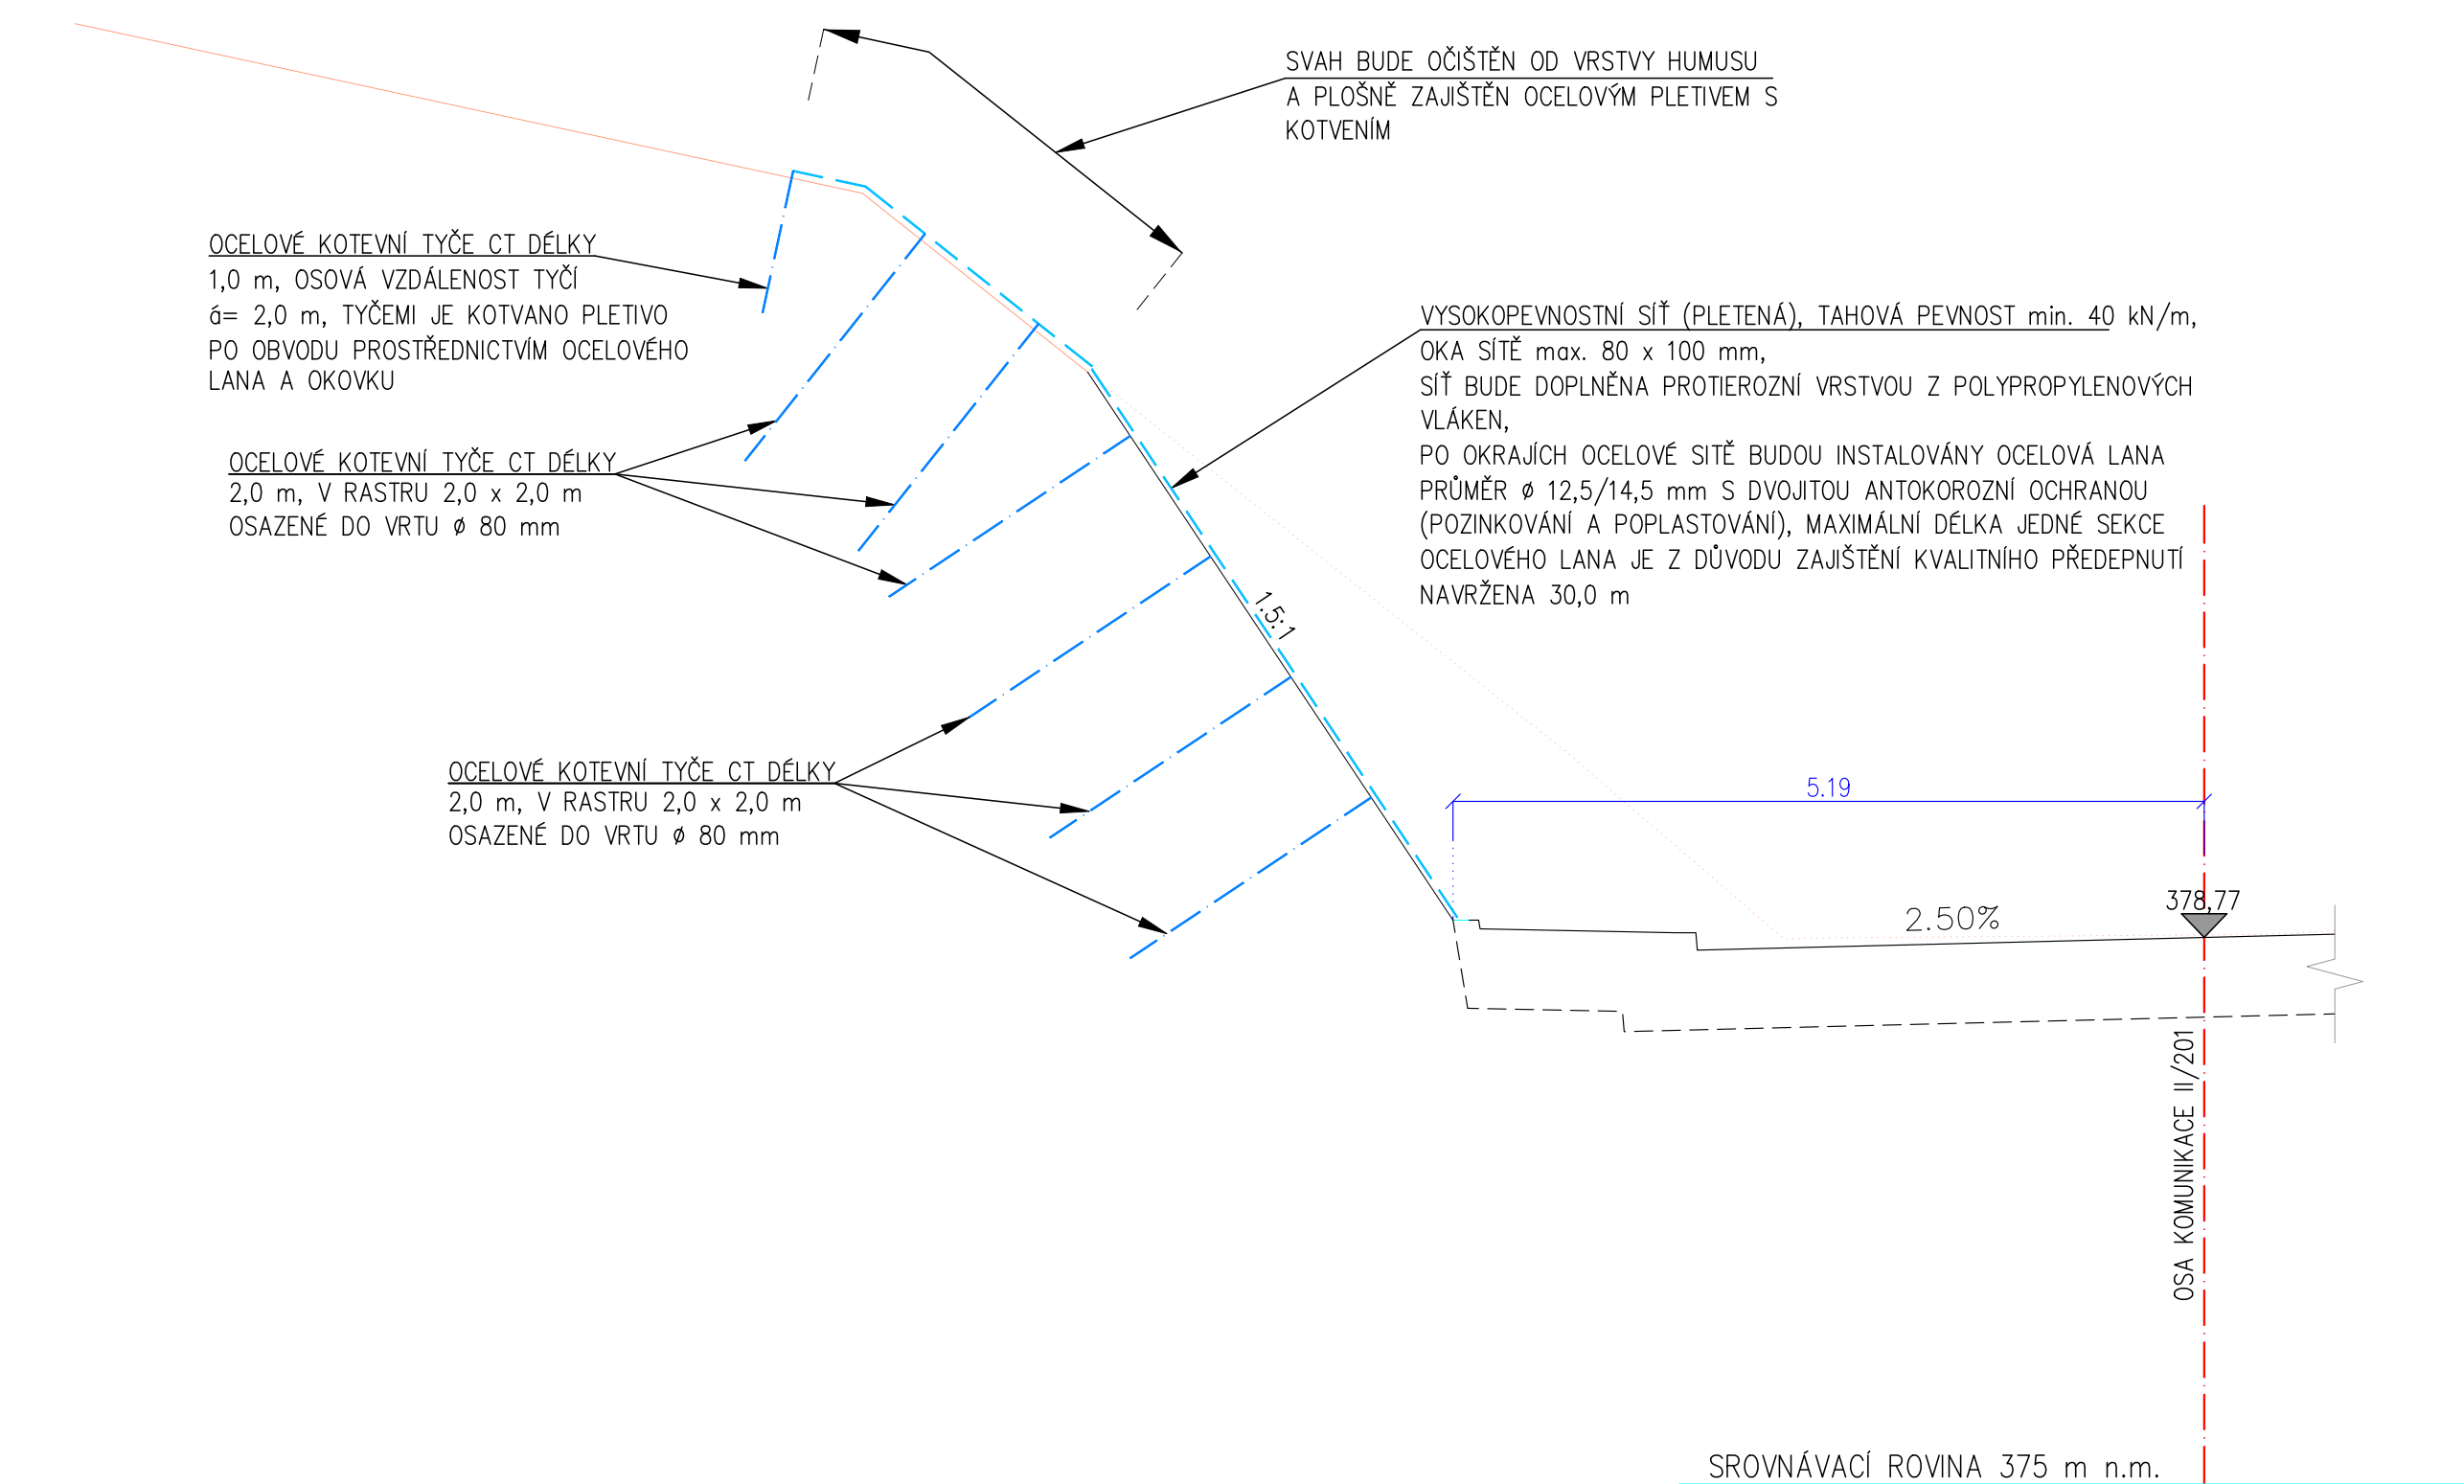 SVAH BUDE OČIŠTĚN OD VRSTVY HUMUSU
A PLOŠNĚ ZAJIŠTĚN OCELOVÝM PLETIVEM S
KOTVENÍM
OCELOVÉ KOTEVNÍ TYČE CT DÉLKY
1,0 m, OSOVÁ VZDÁLENOST TYČÍ
á= 2,0 m, TYČEMI JE KOTVANO PLETIVO
PO OBVODU PROSTŘEDNICTVÍM OCELOVÉHO
LANA A OKOVKU
VYSOKOPEVNOSTNÍ SÍŤ (PLETENÁ), TAHOVÁ PEVNOST min. 40 kN/m,
OKA SÍTĚ max. 80 x 100 mm,
SÍŤ BUDE DOPLNĚNA PROTIEROZNÍ VRSTVOU Z POLYPROPYLENOVÝCH
VLÁKEN,
PO OKRAJÍCH OCELOVÉ SITĚ BUDOU INSTALOVÁNY OCELOVÁ LANA
PRŮMĚR ø 12,5/14,5 mm S DVOJITOU ANTOKOROZNÍ OCHRANOU
(POZINKOVÁNÍ A POPLASTOVÁNÍ), MAXIMÁLNÍ DÉLKA JEDNÉ SEKCE
OCELOVÉHO LANA JE Z DŮVODU ZAJIŠTĚNÍ KVALITNÍHO PŘEDEPNUTÍ
NAVRŽENA 30,0 m
OCELOVÉ KOTEVNÍ TYČE CT DÉLKY
2,0 m, V RASTRU 2,0 x 2,0 m
OSAZENÉ DO VRTU ø 80 mm
1.5:1
OCELOVÉ KOTEVNÍ TYČE CT DÉLKY
2,0 m, V RASTRU 2,0 x 2,0 m
OSAZENÉ DO VRTU ø 80 mm
5.19
2.50%
378,77
OSA KOMUNIKACE II/201
SROVNÁVACÍ ROVINA 375 m n.m.